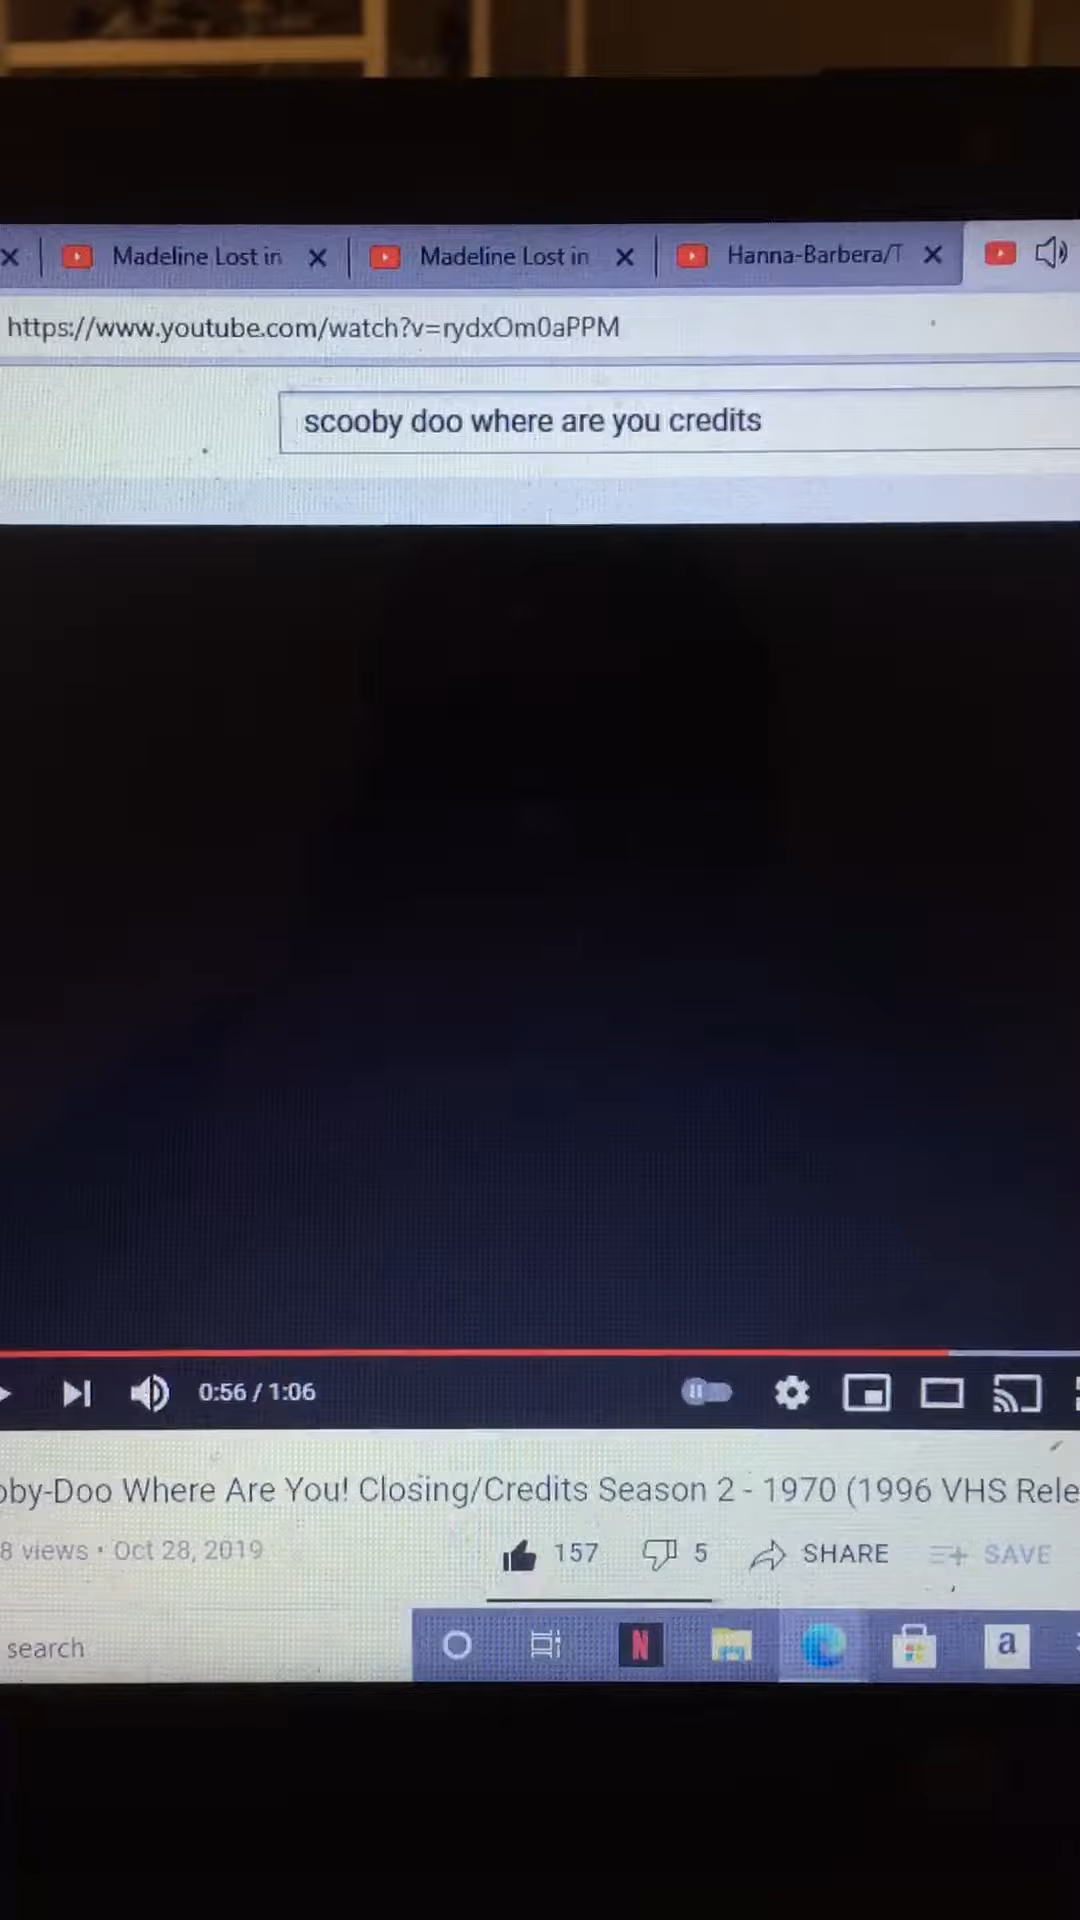 Madeline Lost in
Madeline Lost in
Hanna-Barbera/T
https://www.youtube.com/watch?v=rydxOm0aPPM
scooby doo where are you credits
0:56 / 1:06
oby-Doo Where Are You! Closing/Credits Season 2 - 1970 (1996 VHS Rele
8 views • Oct 28, 2019
157
5
SHARE
SAVE
search
N
a